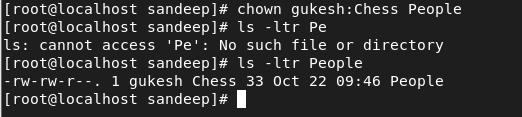 [root@localhost sandeep]# chown gukesh:Chess People
[root@localhost sandeep]# ls -ltr Pe
ls: cannot access 'Pe': No such file or directory
[root@localhost sandeep]# ls -ltr People
-rw-rw-r--. 1 gukesh Chess 33 Oct 22 09:46 People
[root@localhost sandeep]#